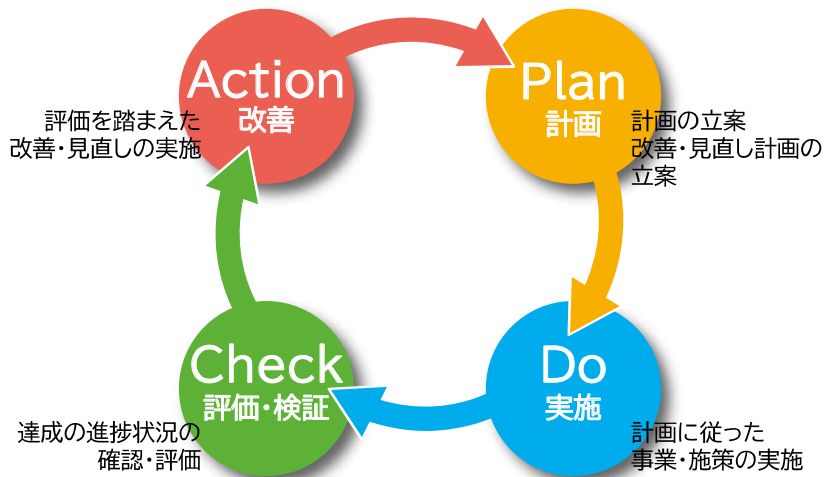 Action
改善
評価を踏まえた
改善・見直しの実施
Plan
計画
計画の立案
改善・見直し計画の
立案
Do
実施
計画に従った
事業・施策の実施
Check
評価・検証
達成の進捗状況の
確認・評価